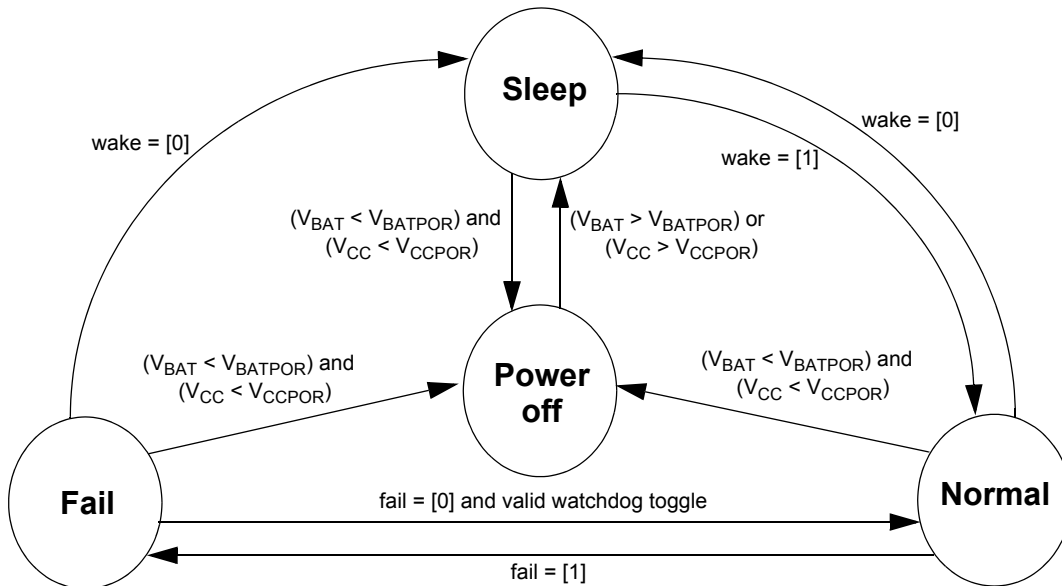 Sleep
wake = [0]
wake = [0]
wake = [1]
(VBAT < VBATPOR) and
(VCC < VCCPOR)
(VBAT > VBATPOR) or
(VCC > VCCPOR)
(VBAT < VBATPOR) and
(VCC < VCCPOR)
Power
off
(VBAT < VBATPOR) and
(VCC < VCCPOR)
Fail
fail = [0] and valid watchdog toggle
Normal
fail = [1]